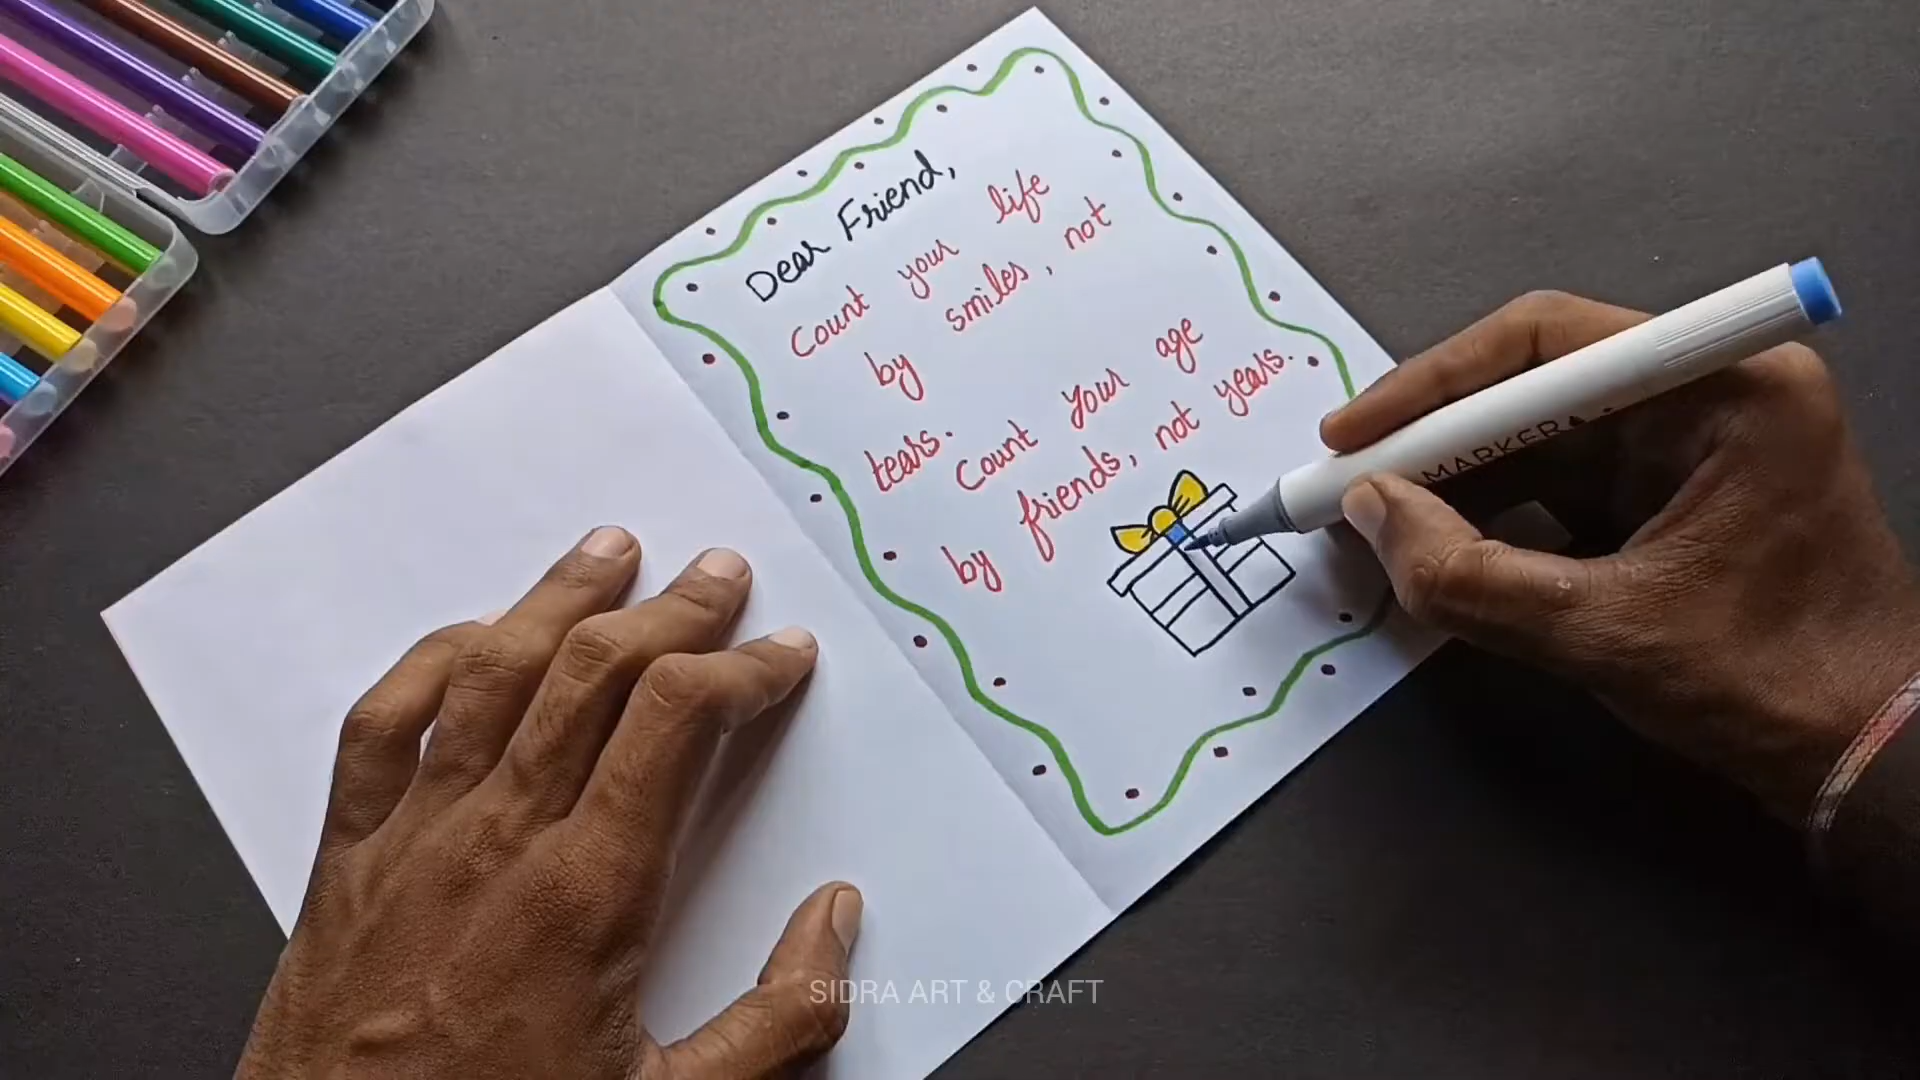 Dear Friend,
Count your life
by smiles, not
tears. Count your age
by friends, not years.
MARKER
SIDRA ART & CRAFT